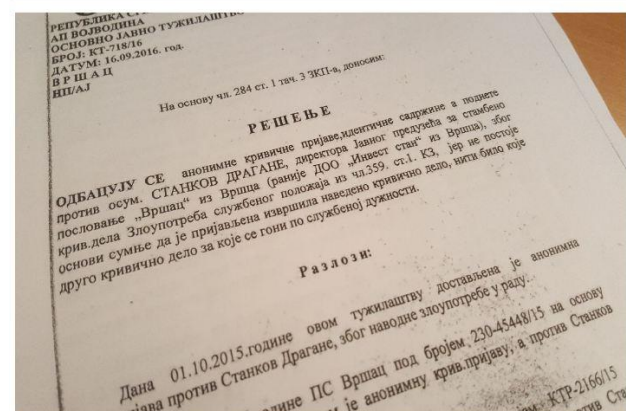 РЕПУБЛИКА
АП ВОЈВОДИНА
ОСНОВНО ЈАВНО ТУЖИЛАШТВО
БРОЈ: КТ-718/16
ДАТУМ: 16.09.2016. год.
В Р Ш А Ц
НП/АЈ
На основу чл. 284 ст. 1 тач. 3 ЗКП-а, доносим:
Р Е Ш Е Њ Е
ОДБАЦУЈУ СЕ анонимне кривичне пријаве,идентичне садржине а поднете
против осум. СТАНКОВ ДРАГАНЕ, директора Јавног предузећа за стамбено
пословање „Вршац" из Вршца (раније ДОО „Инвест стан" из Вршца), због
крив.дела Злоупотреба службеног положаја из чл.359. ст.1. КЗ, јер не постоје
основи сумње да је пријављена извршила наведено кривично дело, нити било које
друго кривично дело за које се гони по службеној дужности.
Р а з л о з и:
Дана 01.10.2015.године овом тужилаштву достављена је анонимна
против Станков Драгане, због наводне злоупотребе у раду.
ПС Вршац под бројем 230-45448/15 на основу
је анонимну крив.пријаву, а против Станков
КТР-2166/15